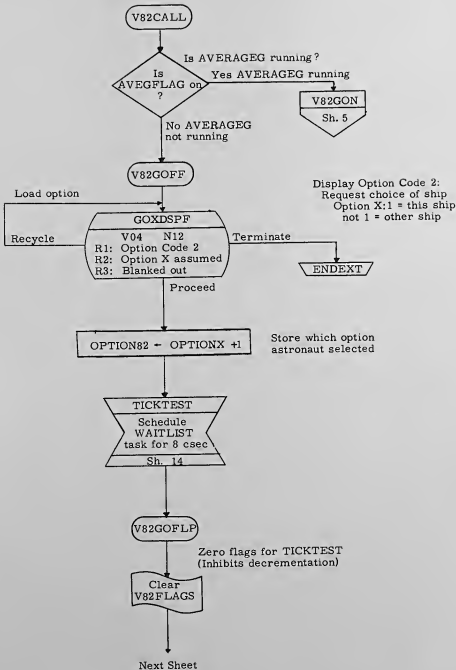 V82CALL
Is AVERAGEG running?
Is
AVEGFLAG on
?
Yes AVERAGEG running
V82GON
Sh. 5
No AVERAGEG
not running
V82GOFF
Load option
Display Option Code 2:
Request choice of ship
Option X:1 = this ship
not 1 = other ship
GOXDSPF
V04 N12
R1: Option Code 2
R2: Option X assumed
R3: Blanked out
Recycle
Terminate
ENDEXT
Proceed
OPTION82 ← OPTIONX +1
Store which option
astronaut selected
TICKTEST
Schedule
WAITLIST
task for 8 csec
Sh. 14
V82GOFLP
Zero flags for TICKTEST
(Inhibits decrementation)
Clear
V82FLAGS
Next Sheet